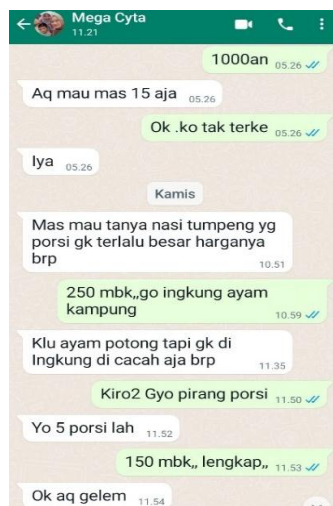 Mega Cyta
11.21
1000an 05.26
Aq mau mas 15 aja 05.26
Ok .ko tak terke 05.26
Iya 05.26
Kamis
Mas mau tanya nasi tumpeng yg
porsi gk terlalu besar harganya
brp 10.51
250 mbk,,go ingkung ayam
kampung 10.59
Klu ayam potong tapi gk di
Ingkung di cacah aja brp 11.35
Kiro2 Gyo pirang porsi 11.50
Yo 5 porsi lah 11.52
150 mbk,, lengkap,, 11.53
Ok aq gelem 11.54